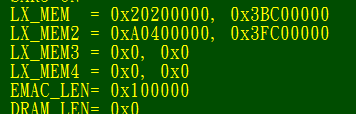 LX_MEM  = 0x20200000, 0x3BC00000
LX_MEM2 = 0xA0400000, 0x3FC00000
LX_MEM3 = 0x0, 0x0
LX_MEM4 = 0x0, 0x0
EMAC_LEN= 0x100000
DRAM_LEN= 0x0